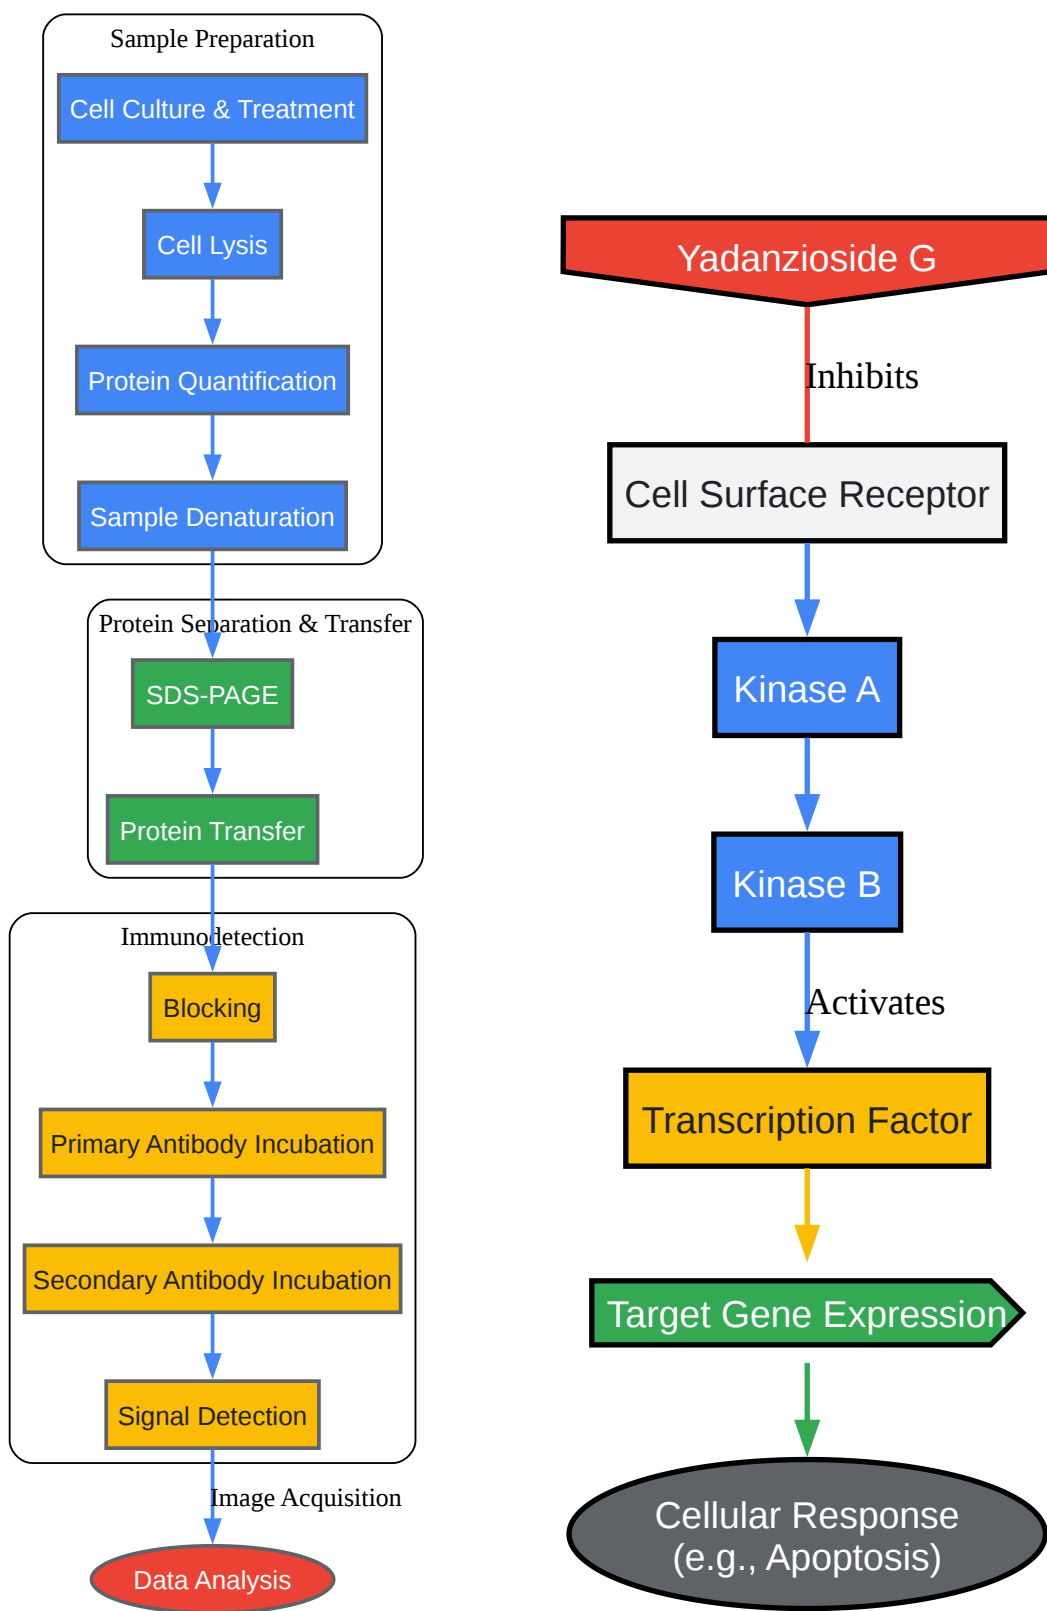 Sample Preparation
Cell Culture & Treatment
Cell Lysis
Protein Quantification
Sample Denaturation
Protein Separation & Transfer
SDS-PAGE
Protein Transfer
Immunodetection
Blocking
Primary Antibody Incubation
Secondary Antibody Incubation
Signal Detection
Image Acquisition
Data Analysis
Yadanzioside G
Inhibits
Cell Surface Receptor
Kinase A
Kinase B
Activates
Transcription Factor
Target Gene Expression
Cellular Response
(e.g., Apoptosis)